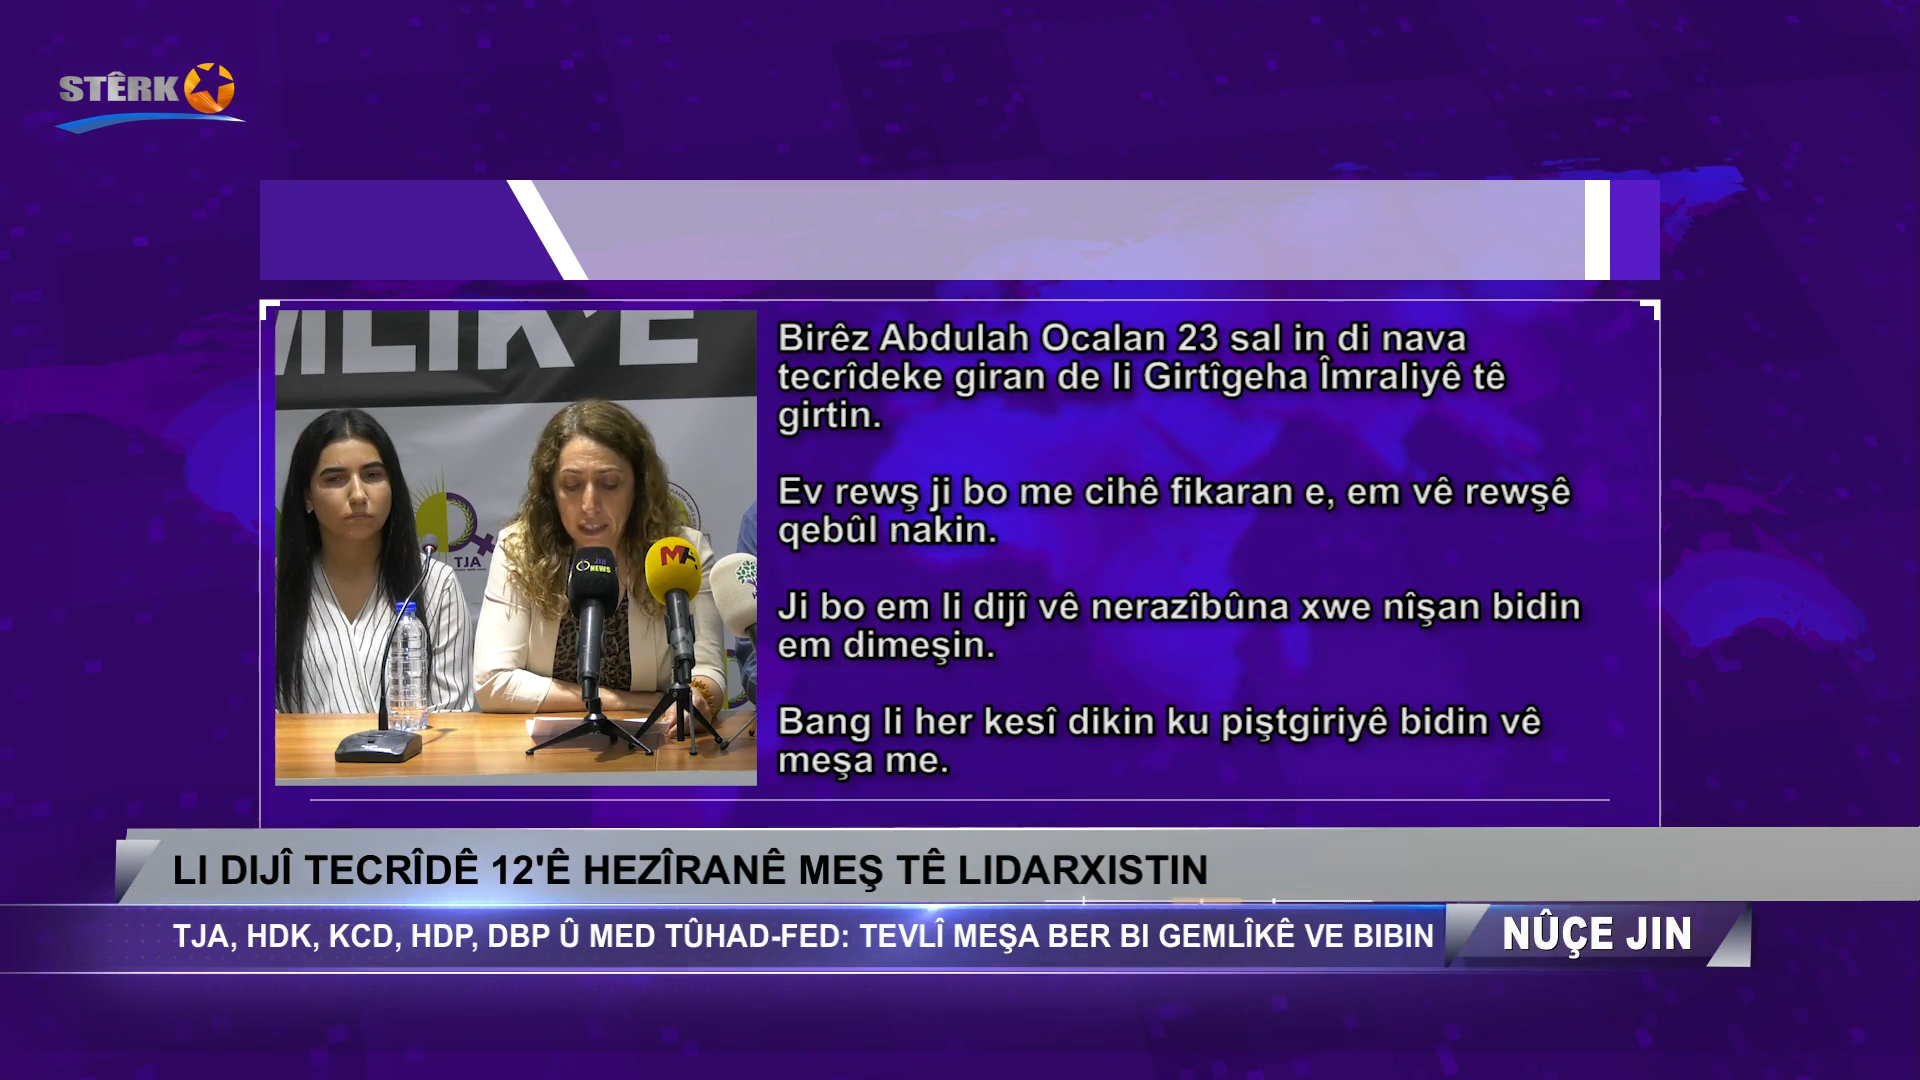 STÊRK
MLIK'E
Birêz Abdulah Ocalan 23 sal in di nava
tecrîdeke giran de li Girtîgeha Îmraliyê tê
girtin.
Ev rewş ji bo me cihê fikaran e, em vê rewşê
qebûl nakin.
Ji bo em li dijî vê nerazîbûna xwe nîşan bidin
em dimeşin.
Bang li her kesî dikin ku piştgiriyê bidin vê
meşa me.
TJA
JIN
NEWS
MA
LI DIJÎ TECRÎDÊ 12'Ê HEZÎRANÊ MEŞ TÊ LIDARXISTIN
TJA, HDK, KCD, HDP, DBP Û MED TÛHAD-FED: TEVLÎ MEŞA BER BI GEMLÎKÊ VE BIBIN
NÛÇE JIN